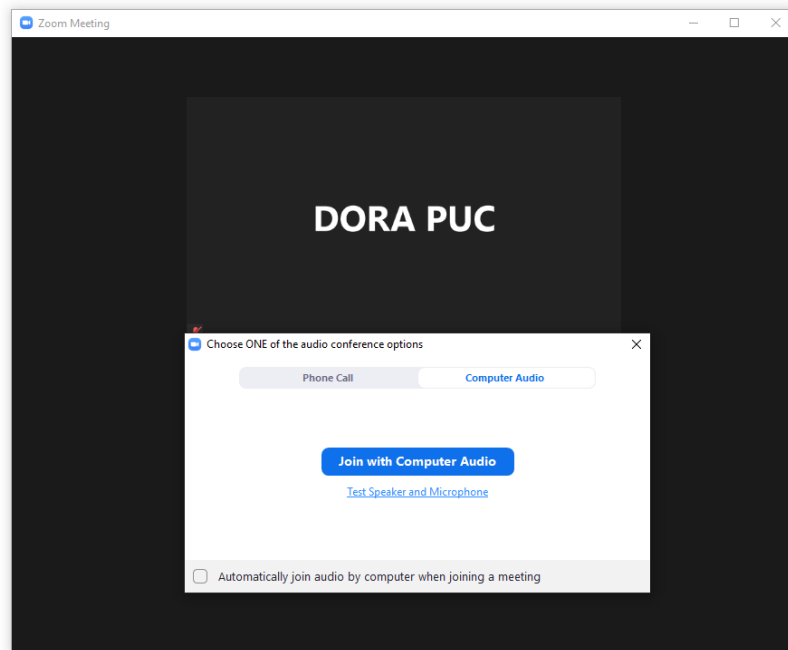 Zoom Meeting
DORA PUC
Choose ONE of the audio conference options
Phone Call
Computer Audio
Join with Computer Audio
Test Speaker and Microphone
Automatically join audio by computer when joining a meeting